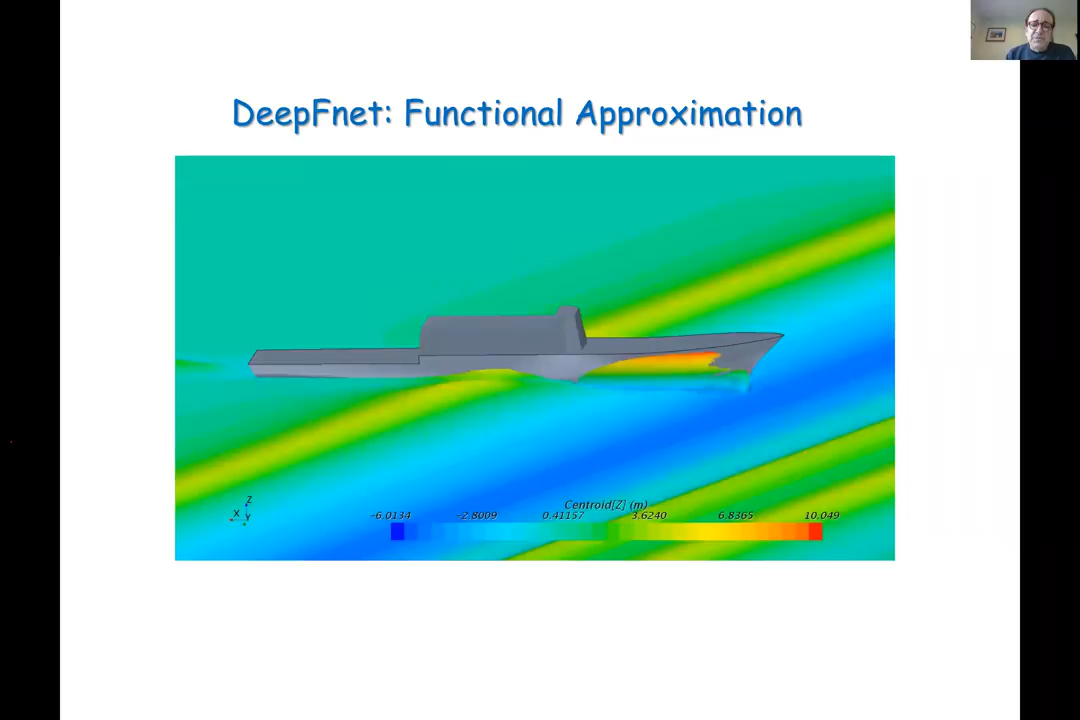 DeepFnet: Functional Approximation
Centroid[Z] (m)
-6.0134 -2.8009 0.41157 3.6240 6.8365 10.049
Z
X
Y